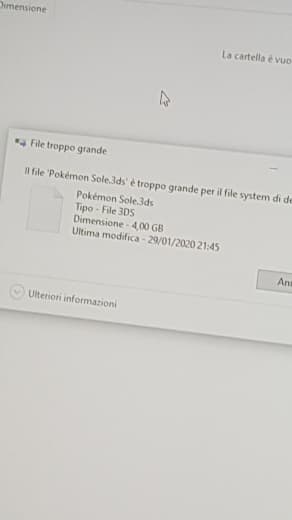 Dimensione
La cartella è vuo
File troppo grande
Il file 'Pokémon Sole.3ds' è troppo grande per il file system di de
Pokémon Sole.3ds
Tipo - File 3DS
Dimensione - 4,00 GB
Ultima modifica - 29/01/2020 21:45
Ann
Ulteriori informazioni